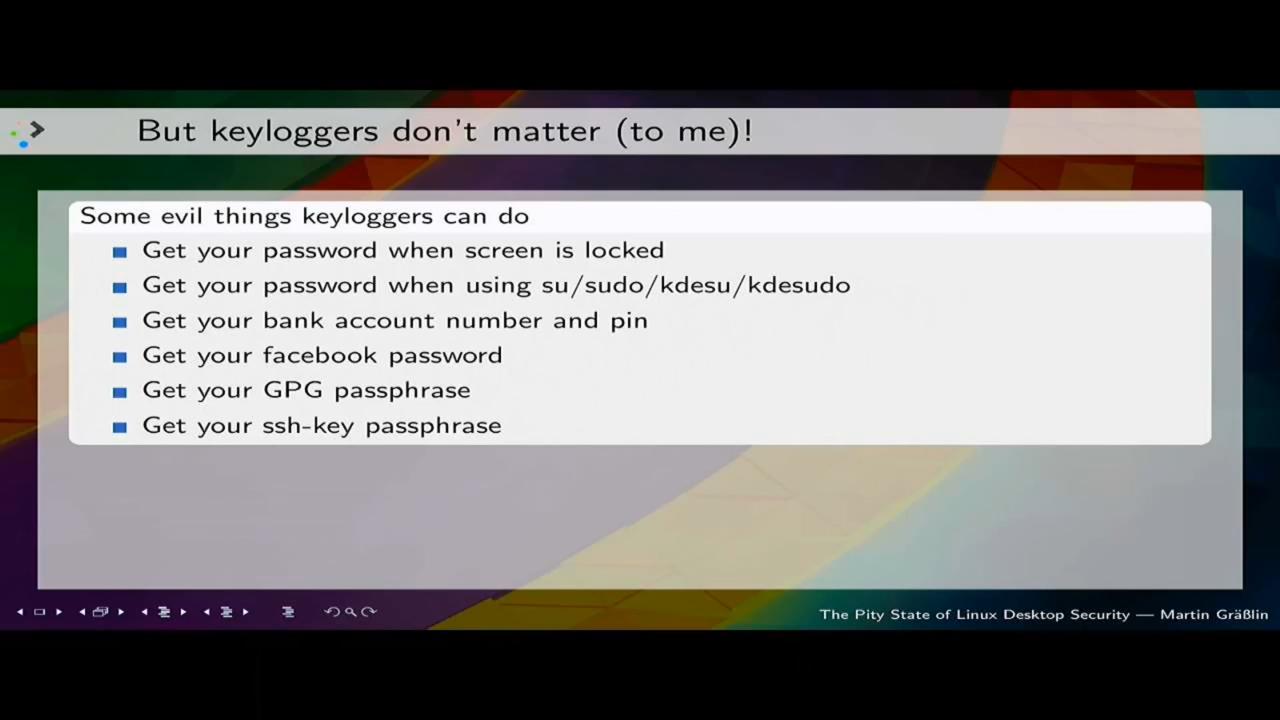 But keyloggers don't matter (to me)!
Some evil things keyloggers can do
Get your password when screen is locked
Get your password when using su/sudo/kdesu/kdesudo
Get your bank account number and pin
Get your facebook password
Get your GPG passphrase
Get your ssh-key passphrase
The Pity State of Linux Desktop Security — Martin Gräßlin